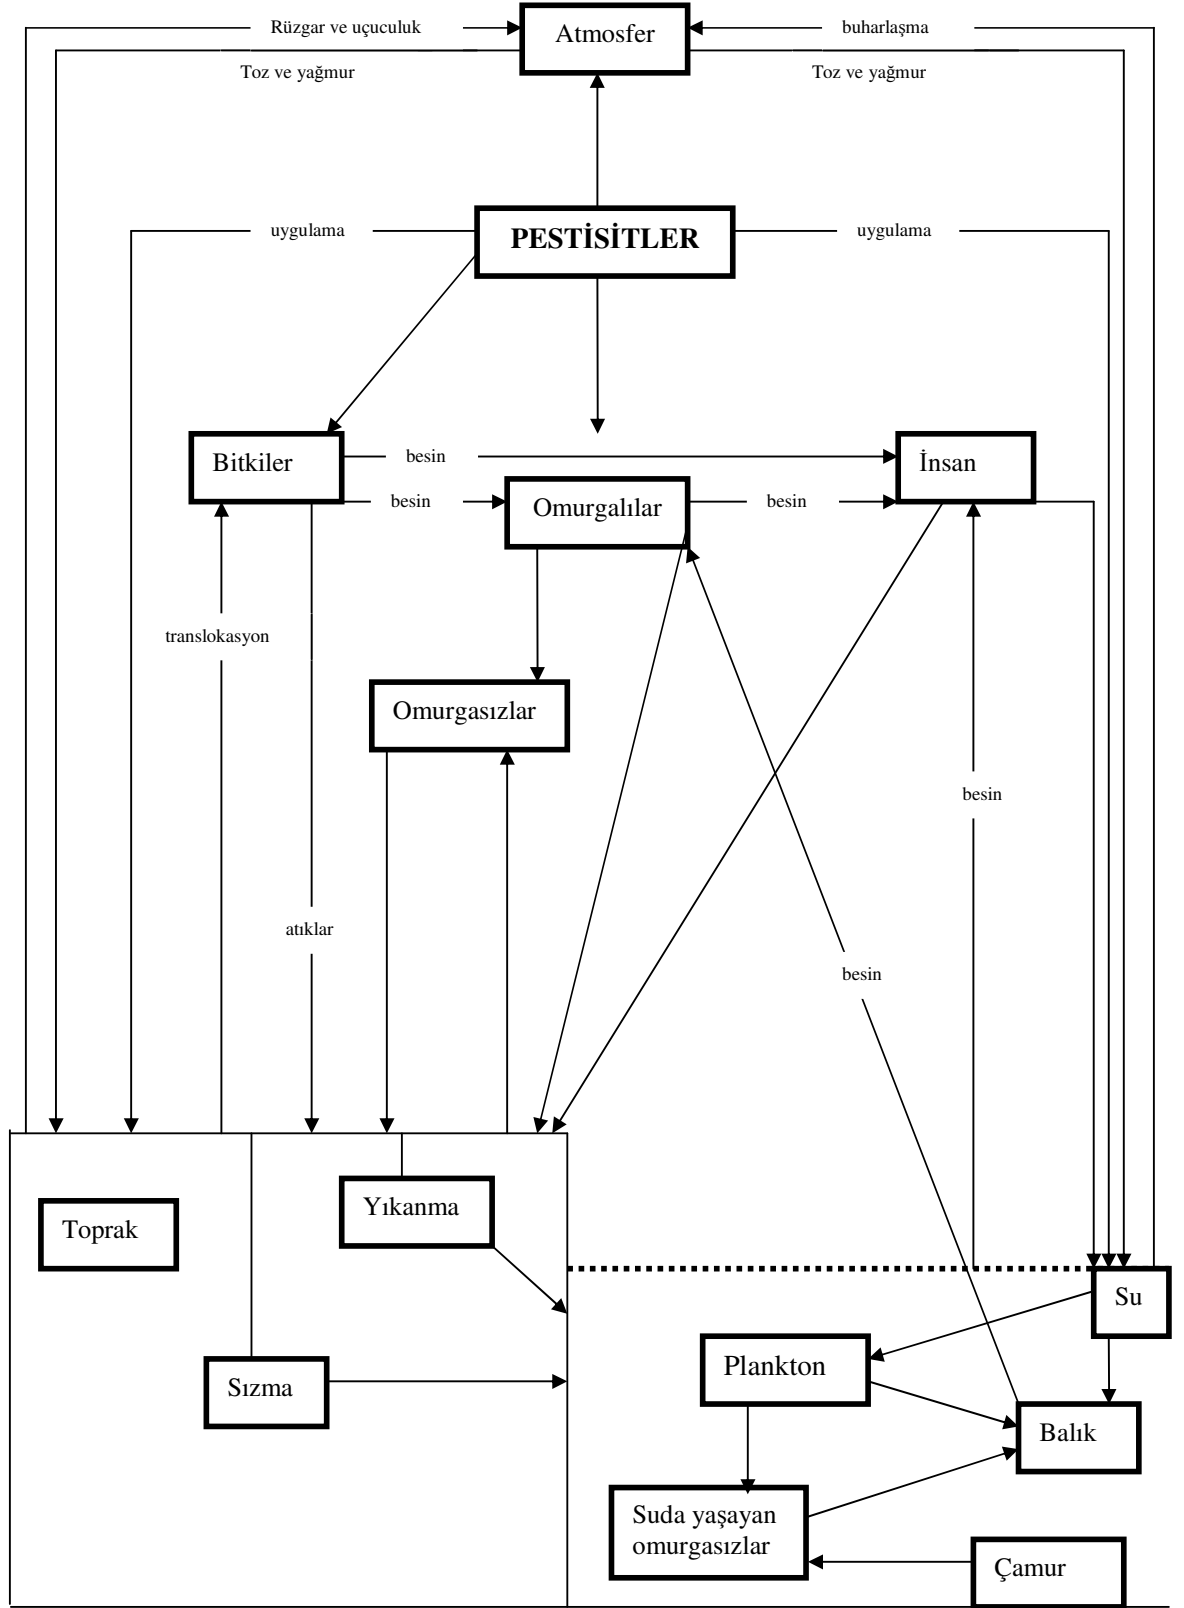 Rüzgar ve uçuculuk
Atmosfer
buharlaşma
Toz ve yağmur
Toz ve yağmur
uygulama
PESTİSİTLER
uygulama
Bitkiler
besin
İnsan
besin
Omurgalılar
besin
translokasyon
Omurgasızlar
besin
atıklar
besin
Toprak
Yıkanma
Su
Plankton
Sızma
Balık
Suda yaşayan
omurgasızlar
Çamur